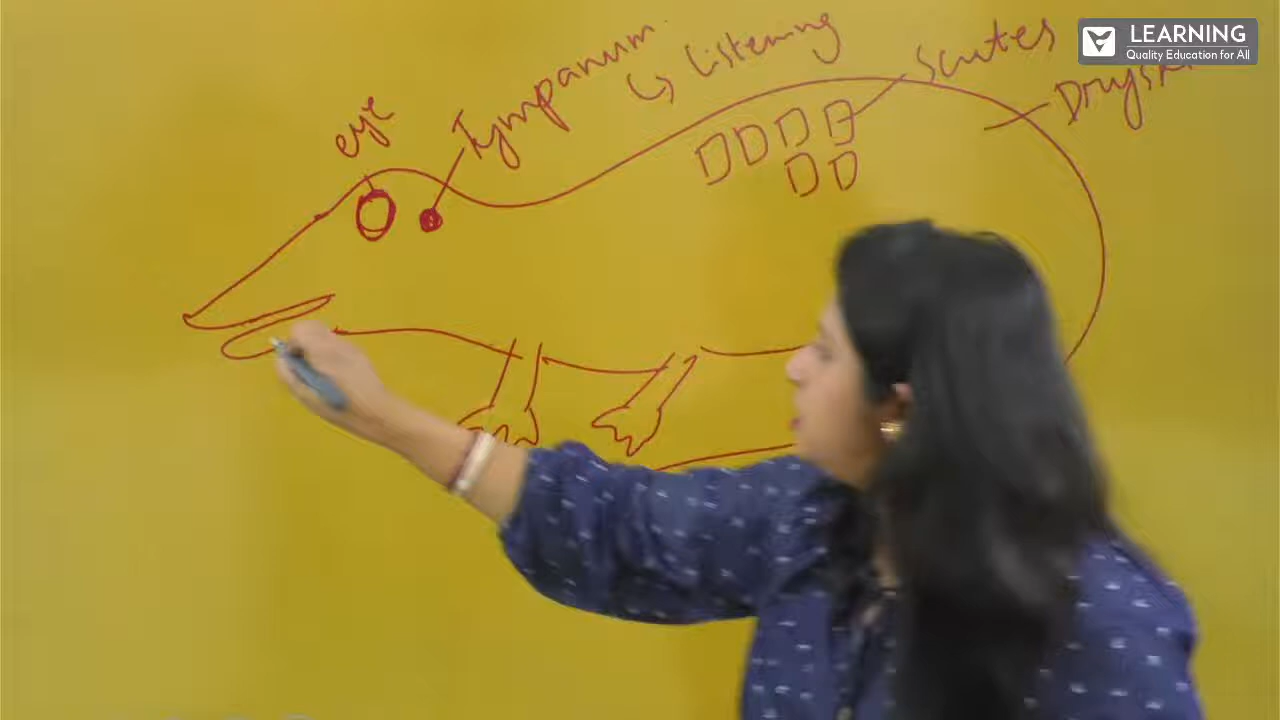 LEARNING
Quality Education for All
eye
Tympanum
↳ Listening
Scutes